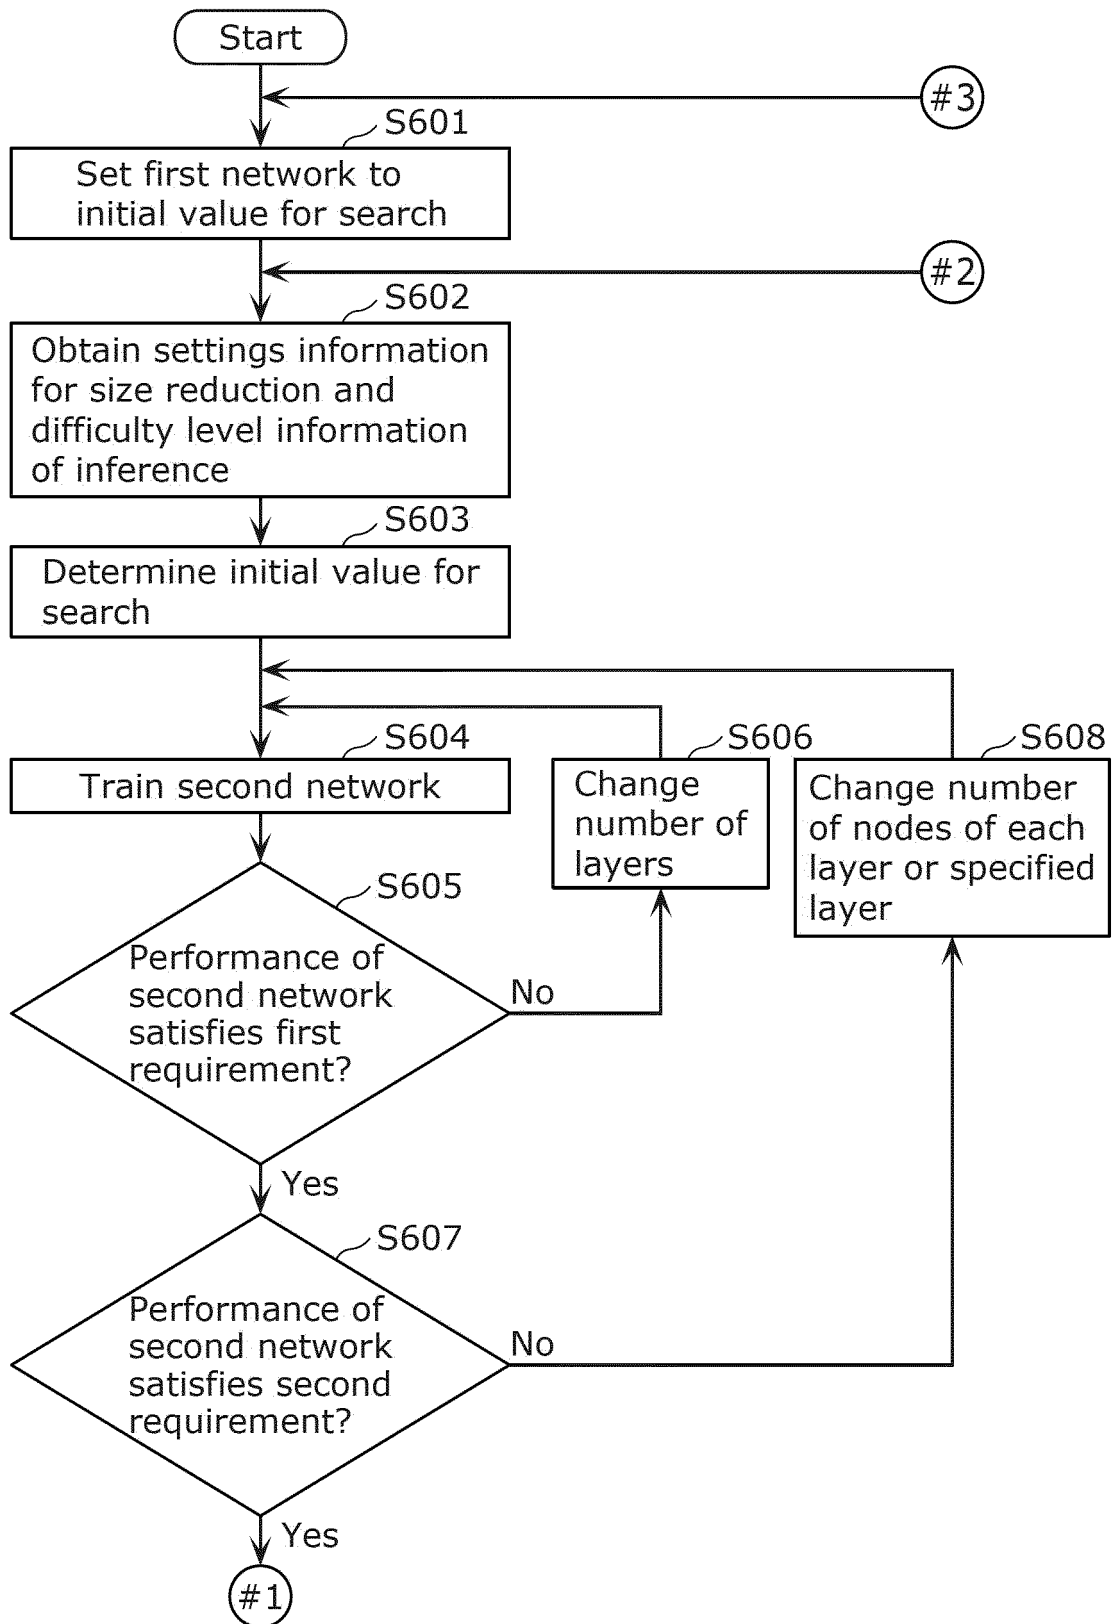 Start
#3
S601
Set first network to
initial value for search
#2
S602
Obtain settings information
for size reduction and
difficulty level information
of inference
S603
Determine initial value for
search
S604
Train second network
S606
Change
number of
layers
S608
Change number
of nodes of each
layer or specified
layer
S605
Performance of
second network
satisfies first
requirement?
No
Yes
S607
Performance of
second network
satisfies second
requirement?
No
Yes
#1